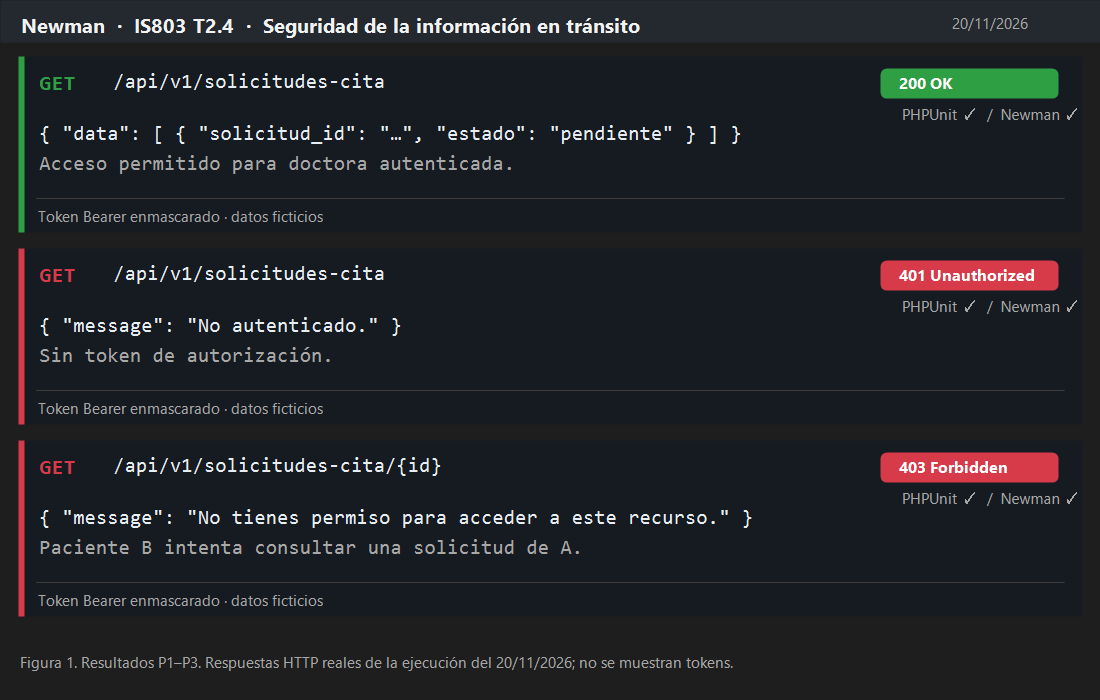 Newman · IS803 T2.4 · Seguridad de la información en tránsito 20/11/2026
GET /api/v1/solicitudes-cita 200 OK
PHPUnit ✓ / Newman ✓
{ "data": [ { "solicitud_id": "…", "estado": "pendiente" } ] }
Acceso permitido para doctora autenticada.
Token Bearer enmascarado · datos ficticios
GET /api/v1/solicitudes-cita 401 Unauthorized
PHPUnit ✓ / Newman ✓
{ "message": "No autenticado." }
Sin token de autorización.
Token Bearer enmascarado · datos ficticios
GET /api/v1/solicitudes-cita/{id} 403 Forbidden
PHPUnit ✓ / Newman ✓
{ "message": "No tienes permiso para acceder a este recurso." }
Paciente B intenta consultar una solicitud de A.
Token Bearer enmascarado · datos ficticios
Figura 1. Resultados P1–P3. Respuestas HTTP reales de la ejecución del 20/11/2026; no se muestran tokens.